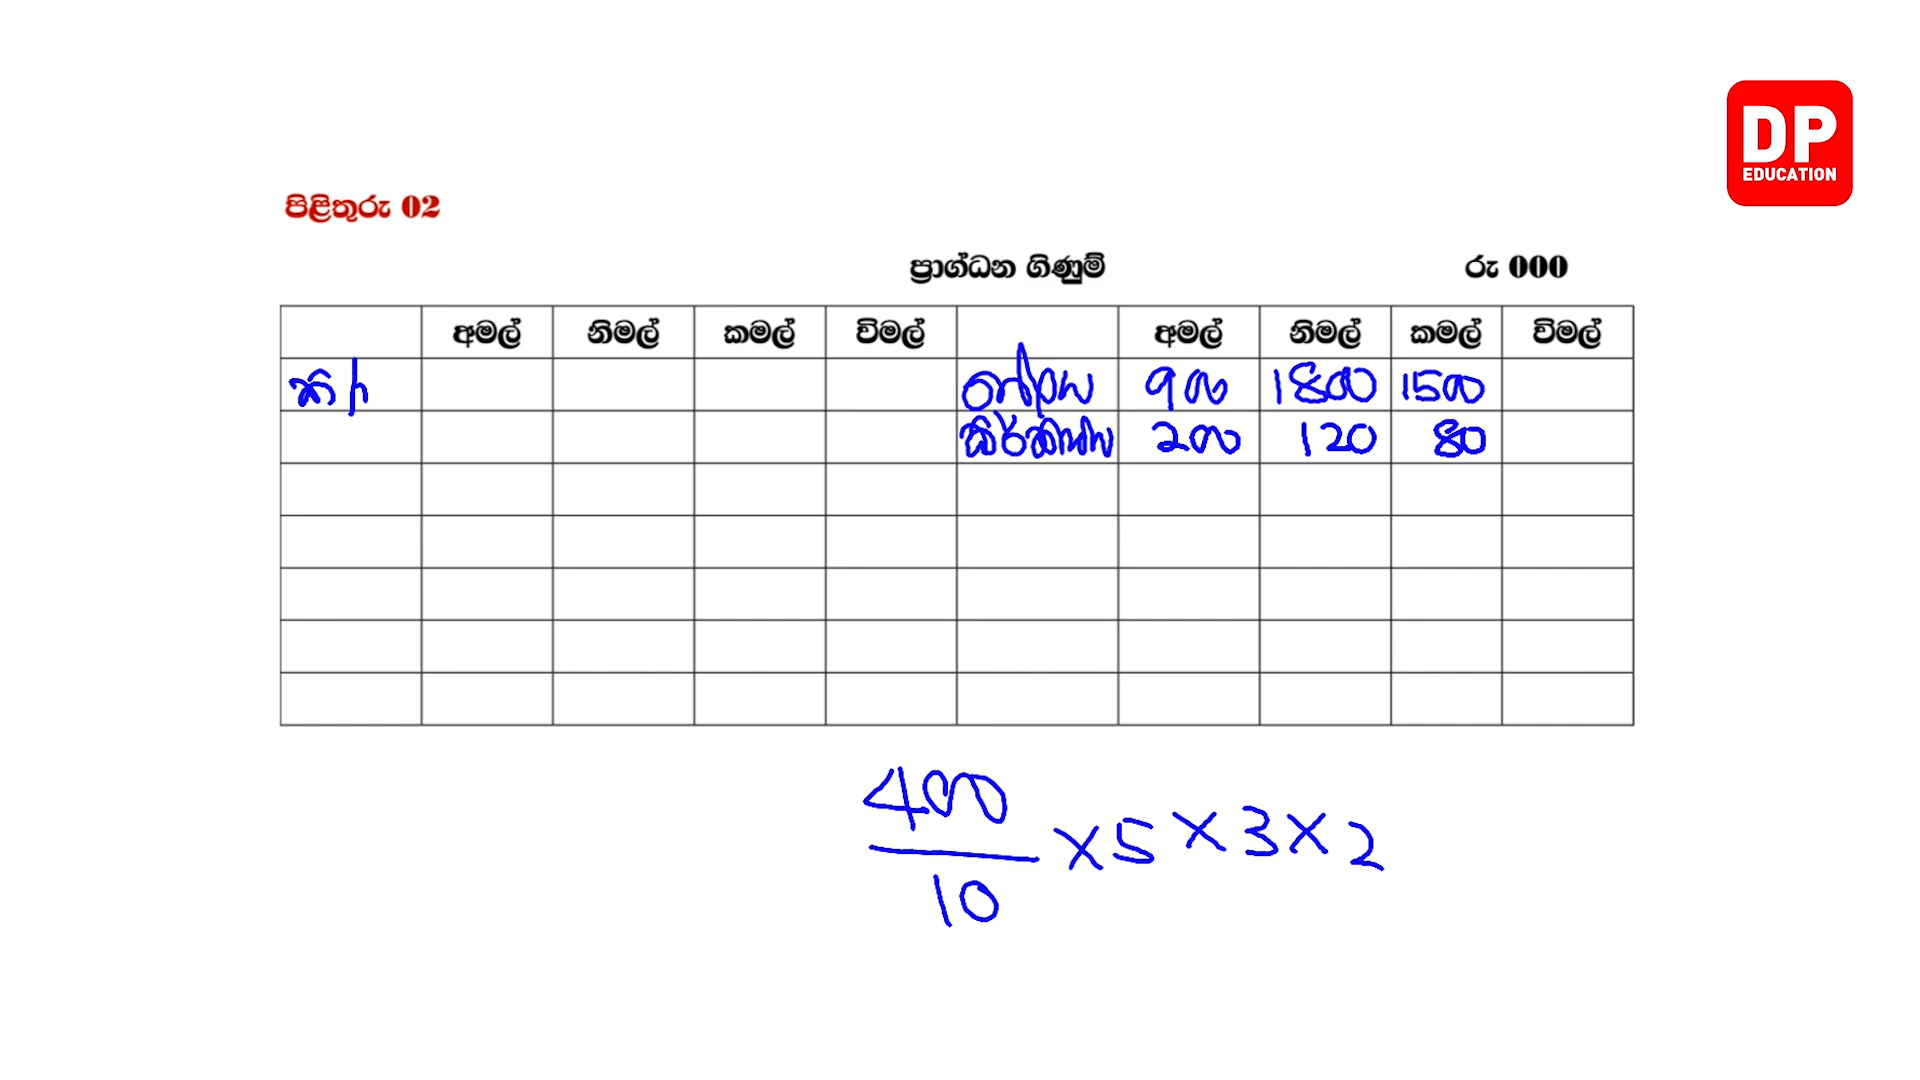 DP
EDUCATION
පිළිතුරු 02
ප්‍රාග්ධන ගිණුම් රු 000
අමල් නිමල් කමල් විමල් අමල් නිමල් කමල් විමල්
900 1800 1500
කීර්තිනාමය 200 120 80
400
10
×5×3×2